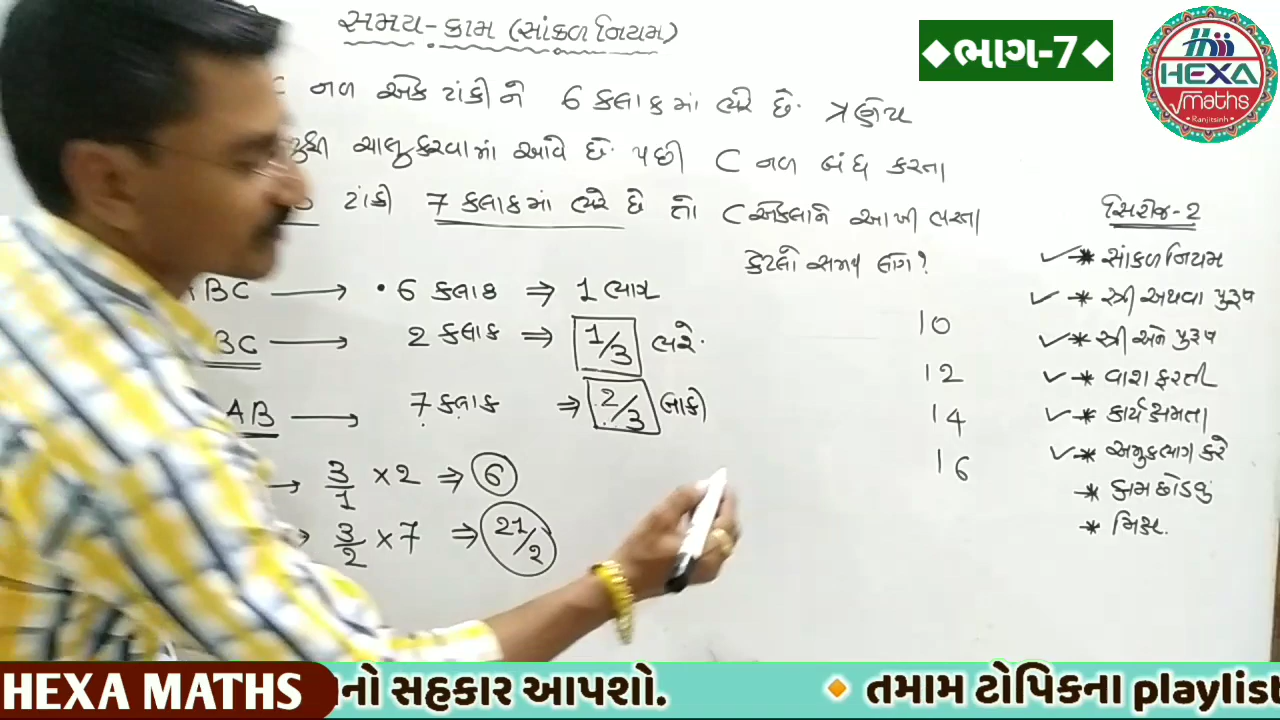 સમય-કામ (સાંકળ નિયમ)
◆ભાગ-7◆
HEXA
maths
Ranjitsinh
C નળ એક ટાંકીને 6 કલાકમાં ભરે છે. ત્રણેય
ચાલુ કરવામાં આવે છે પછી C નળ બંધ કરતા
ટાંકી 7 કલાકમાં ભરે છે તો C એકલાને આખી ભરતા
કેટલો સમય લાગે?
ABC → 6 કલાક ⇒ 1 ભાગ
BC → 2 કલાક ⇒ 1/3 ભરે.
AB → 7 કલાક ⇒ 2/3 બાકી
→ 3/1 × 2 ⇒ 6
→ 3/2 × 7 ⇒ 21/2
10
12
14
16
સિરીઝ-2
✓* સાંકળ નિયમ
✓* સ્ત્રી અથવા પુરૂષ
✓* સ્ત્રી અને પુરૂષ
✓* વારા ફરતી
✓* કાર્યક્ષમતા
✓* અમુકભાગ કરે
* કામ છોડવું
* મિક્સ.
HEXA MATHS
નો સહકાર આપશો.
🔸તમામ ટોપિકના playlist